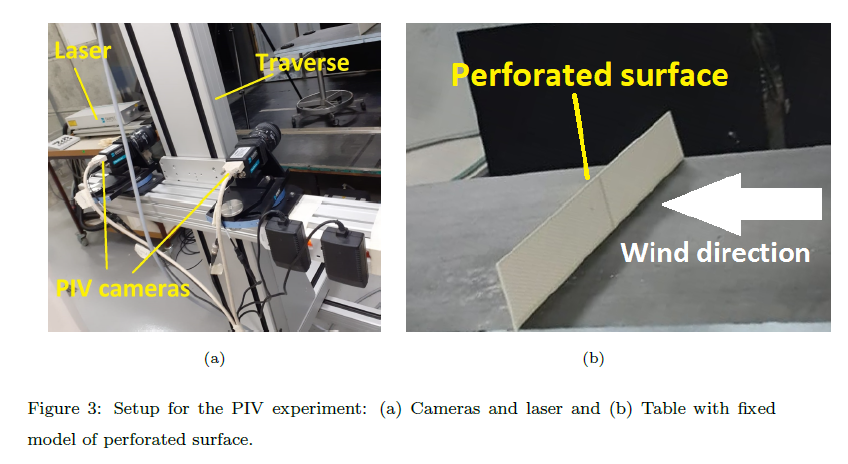 Laser
Traverse
PIV cameras
Perforated surface
Wind direction
(a)
(b)
Figure 3: Setup for the PIV experiment: (a) Cameras and laser and (b) Table with fixed
model of perforated surface.